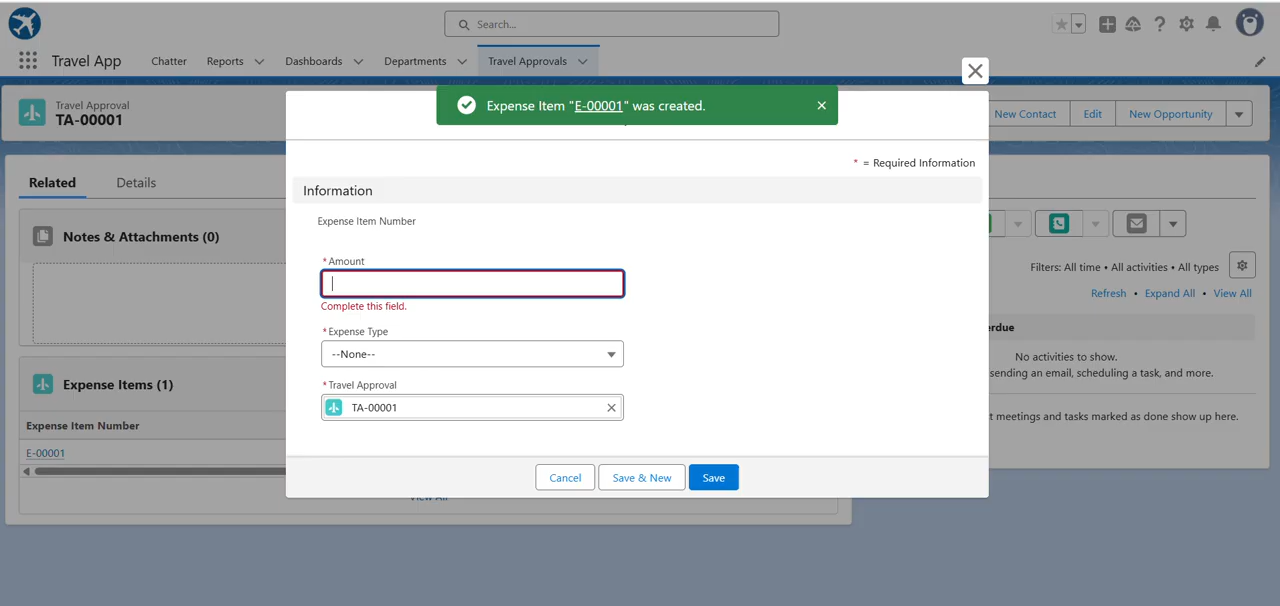 Search...
Travel App
Chatter
Reports
Dashboards
Departments
Travel Approvals
Travel Approval
TA-00001
Expense Item "E-00001" was created.
New Contact
Edit
New Opportunity
* = Required Information
Related
Details
Information
Notes & Attachments (0)
Expense Item Number
*Amount
Complete this field.
*Expense Type
--None--
*Travel Approval
TA-00001
Filters: All time • All activities • All types
Refresh • Expand All • View All
No activities to show.
sending an email, scheduling a task, and more.
meetings and tasks marked as done show up here.
Expense Items (1)
Expense Item Number
E-00001
Cancel
Save & New
Save